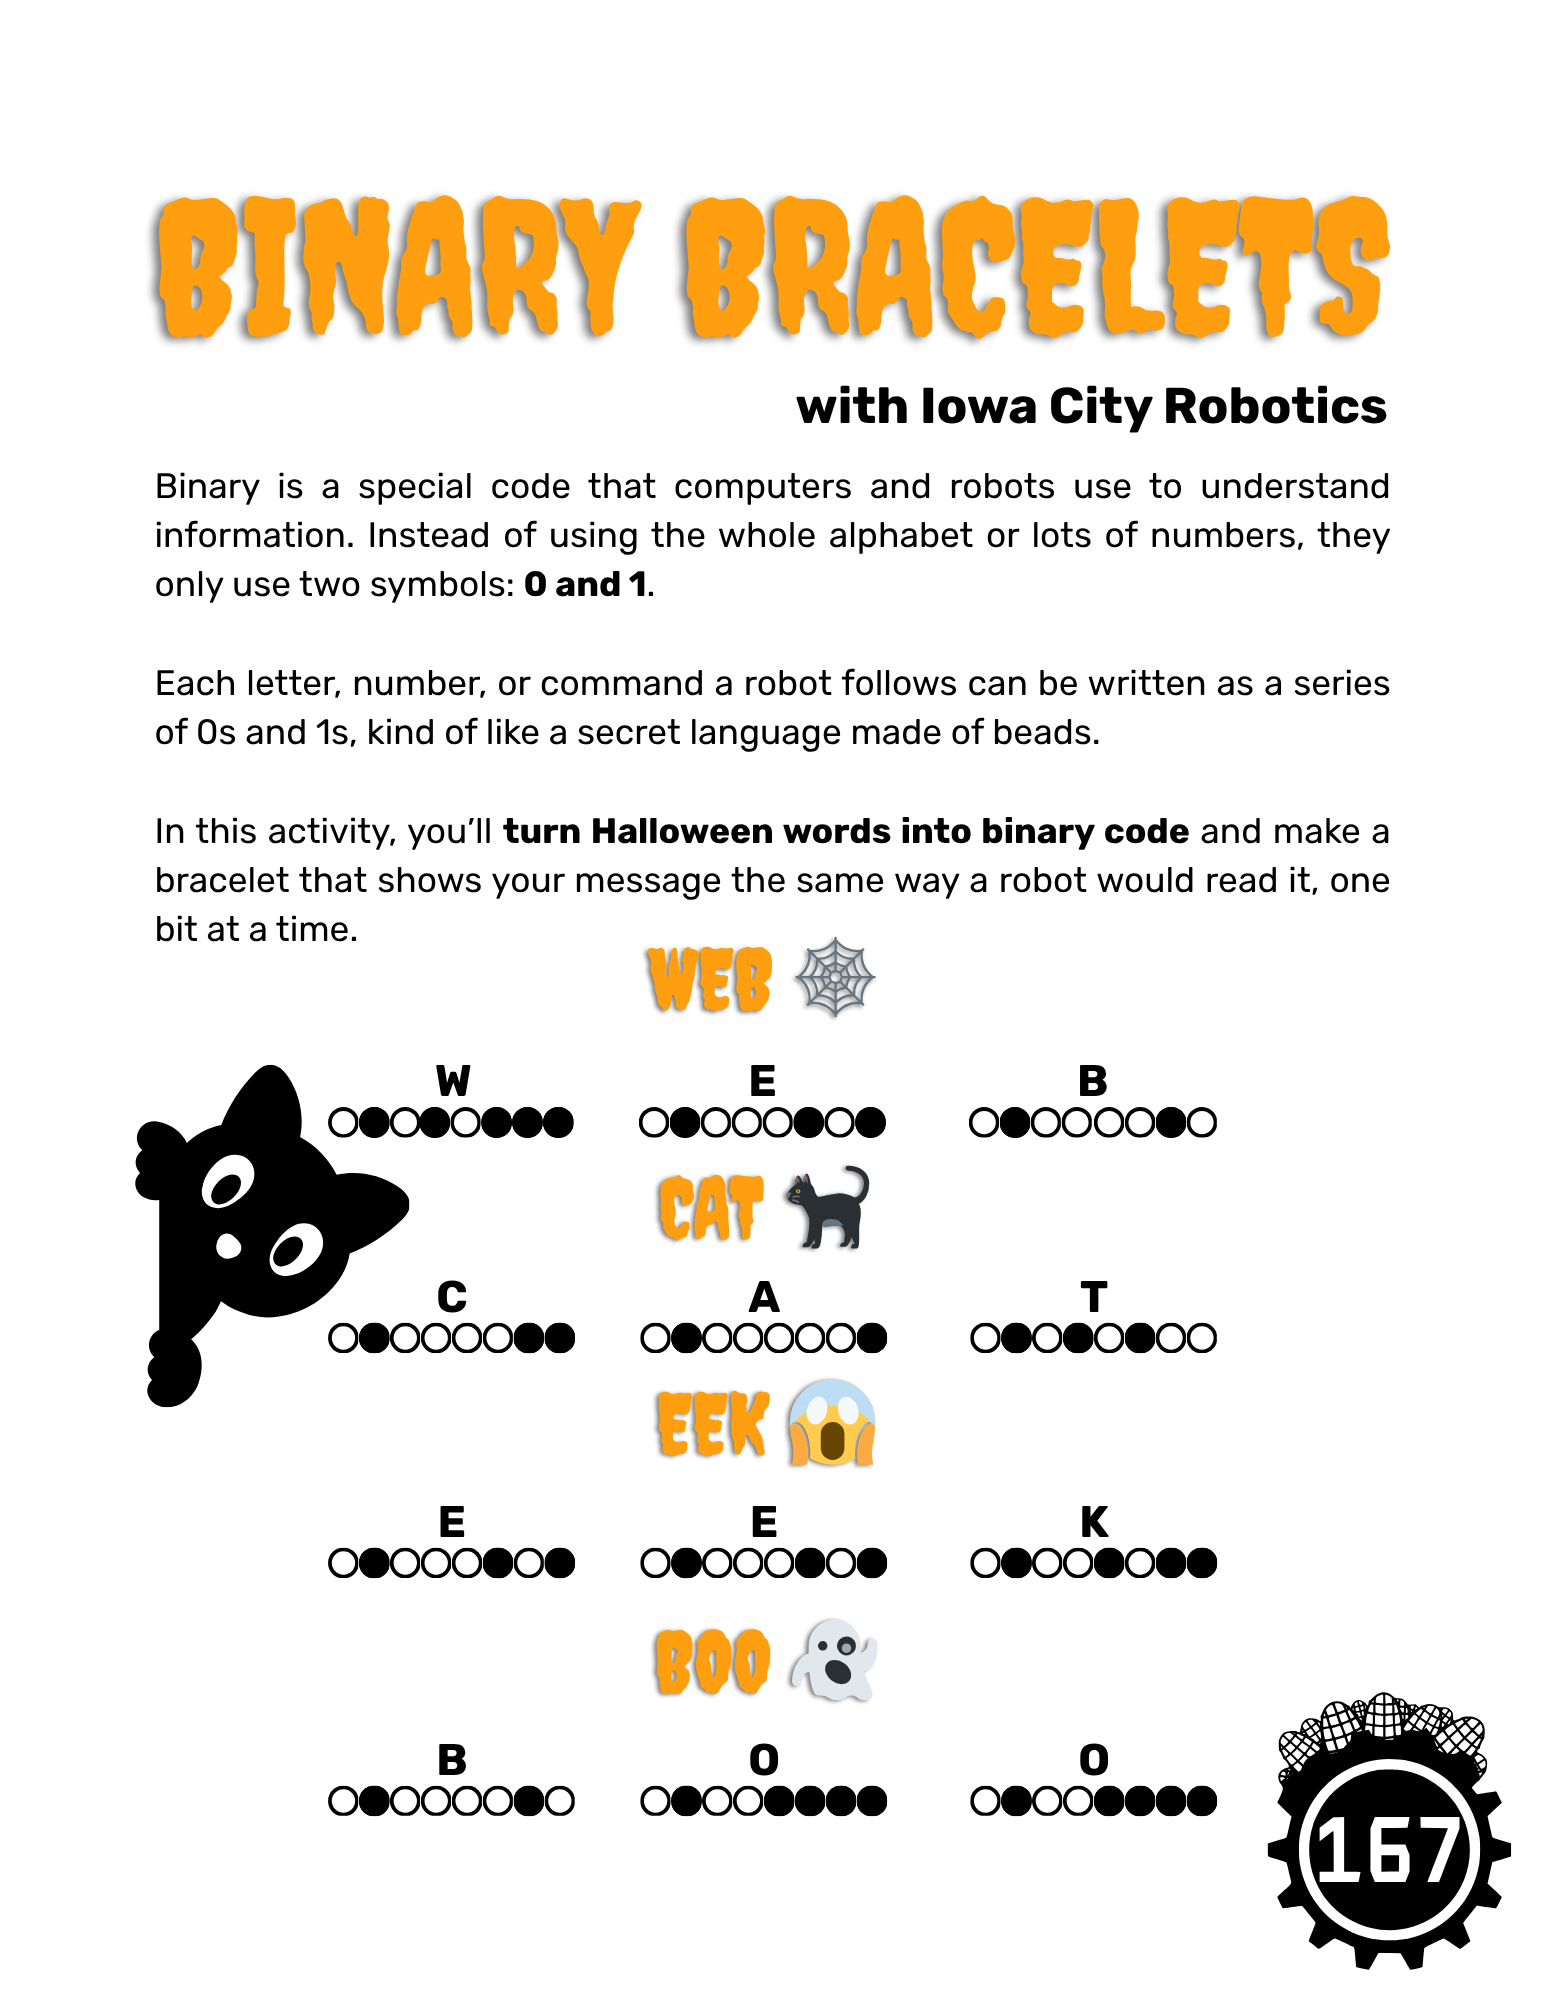 BINARY BRACELETS
with Iowa City Robotics
Binary is a special code that computers and robots use to understand
information. Instead of using the whole alphabet or lots of numbers, they
only use two symbols: 0 and 1.
Each letter, number, or command a robot follows can be written as a series
of 0s and 1s, kind of like a secret language made of beads.
In this activity, you’ll turn Halloween words into binary code and make a
bracelet that shows your message the same way a robot would read it, one
bit at a time.
WEB
W E B
CAT
C A T
EEK
E E K
BOO
B O O
167